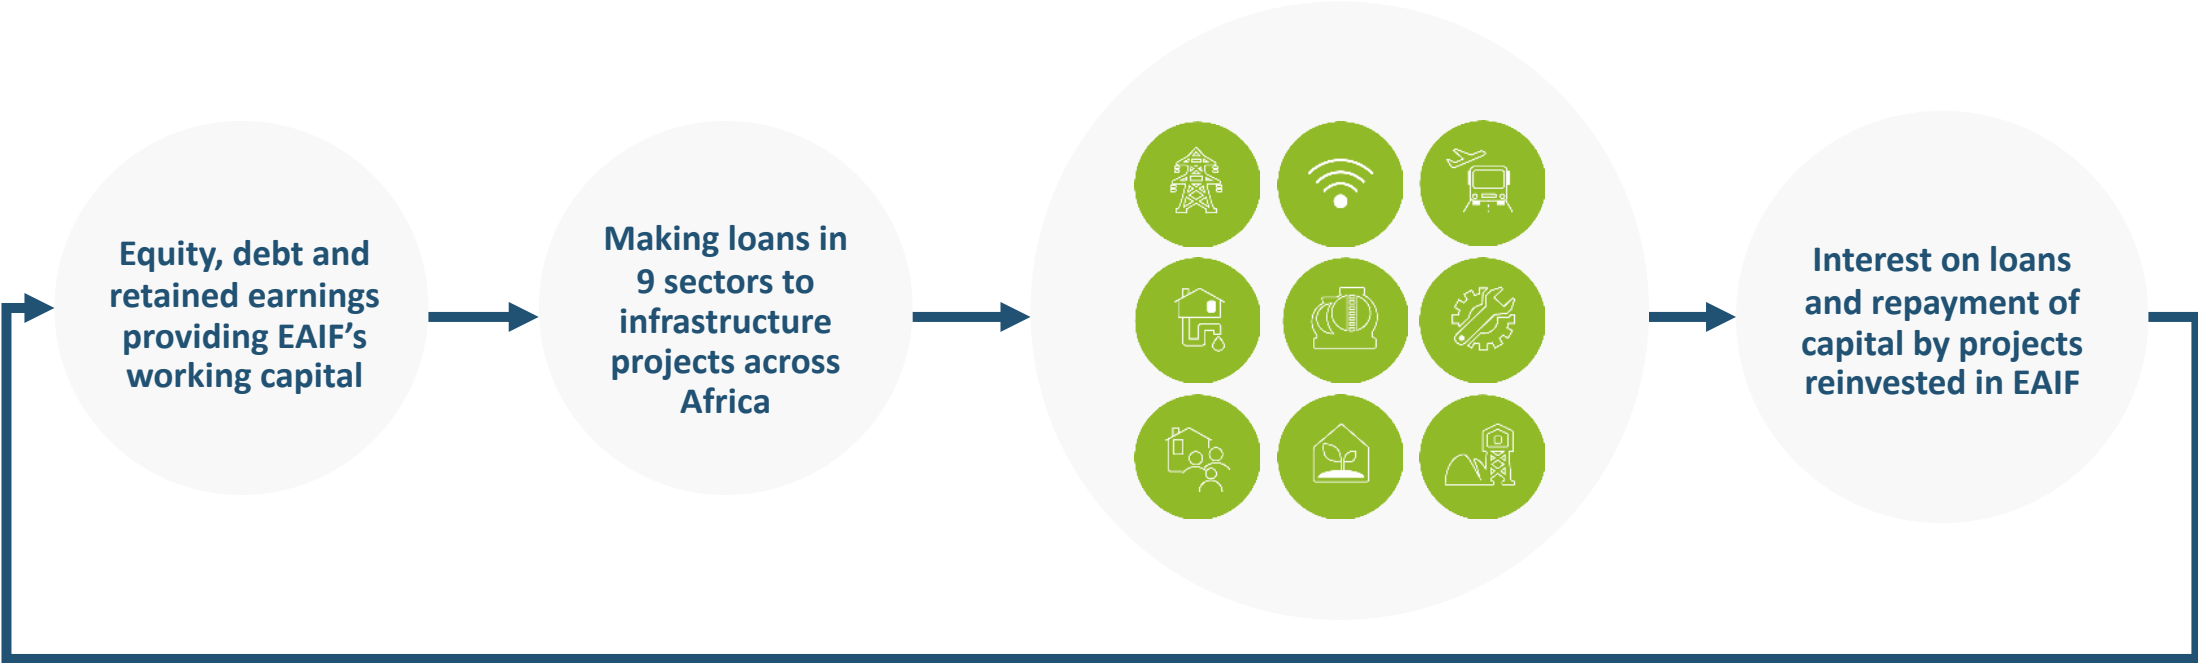 Equity, debt and
retained earnings
providing EAIF’s
working capital
Making loans in
9 sectors to
infrastructure
projects across
Africa
Interest on loans
and repayment of
capital by projects
reinvested in EAIF